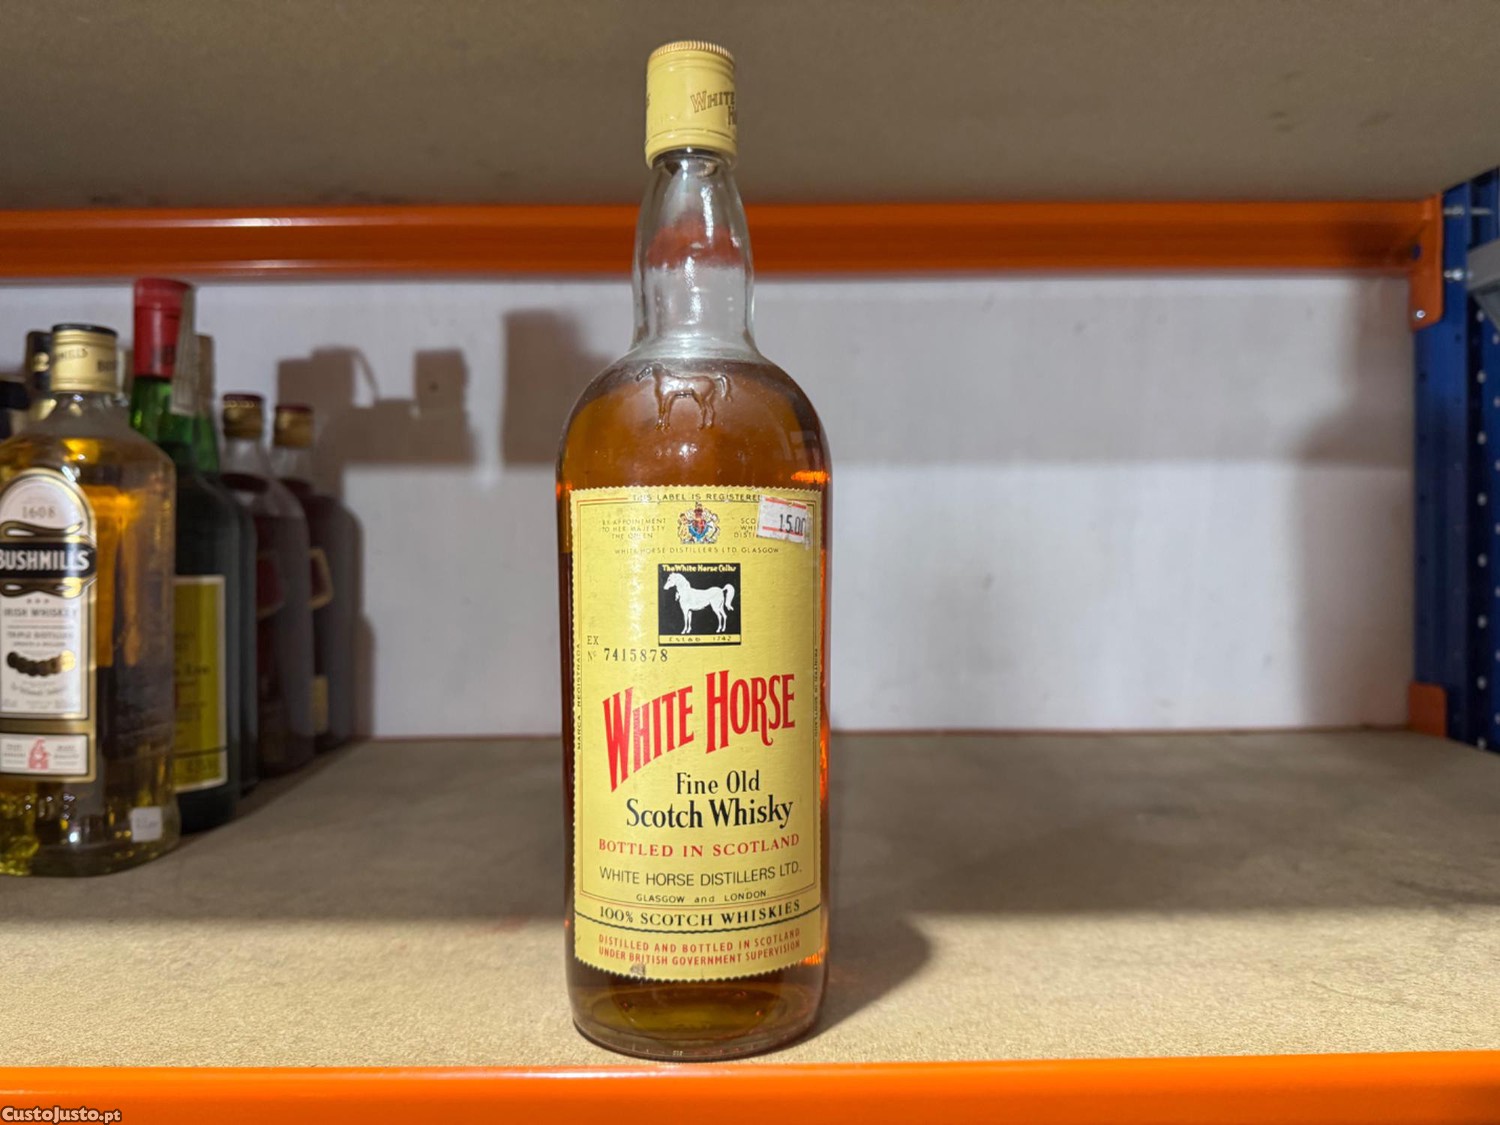 WHITE
THIS LABEL IS REGISTERED
BY APPOINTMENT
TO HER MAJESTY
THE QUEEN
15.00
WHITE HORSE DISTILLERS LTD. GLASGOW
The White Horse Cellar
ESTAB. 1742
EX
Nº 7415878
MARCA REGISTRADA
WHITE HORSE
Fine Old
Scotch Whisky
BOTTLED IN SCOTLAND
WHITE HORSE DISTILLERS LTD.
GLASGOW and LONDON
100% SCOTCH WHISKIES
DISTILLED AND BOTTLED IN SCOTLAND
UNDER BRITISH GOVERNMENT SUPERVISION
1608
BUSHMILLS
IRISH WHISKEY
TRIPLE DISTILLED
CustoJusto.pt